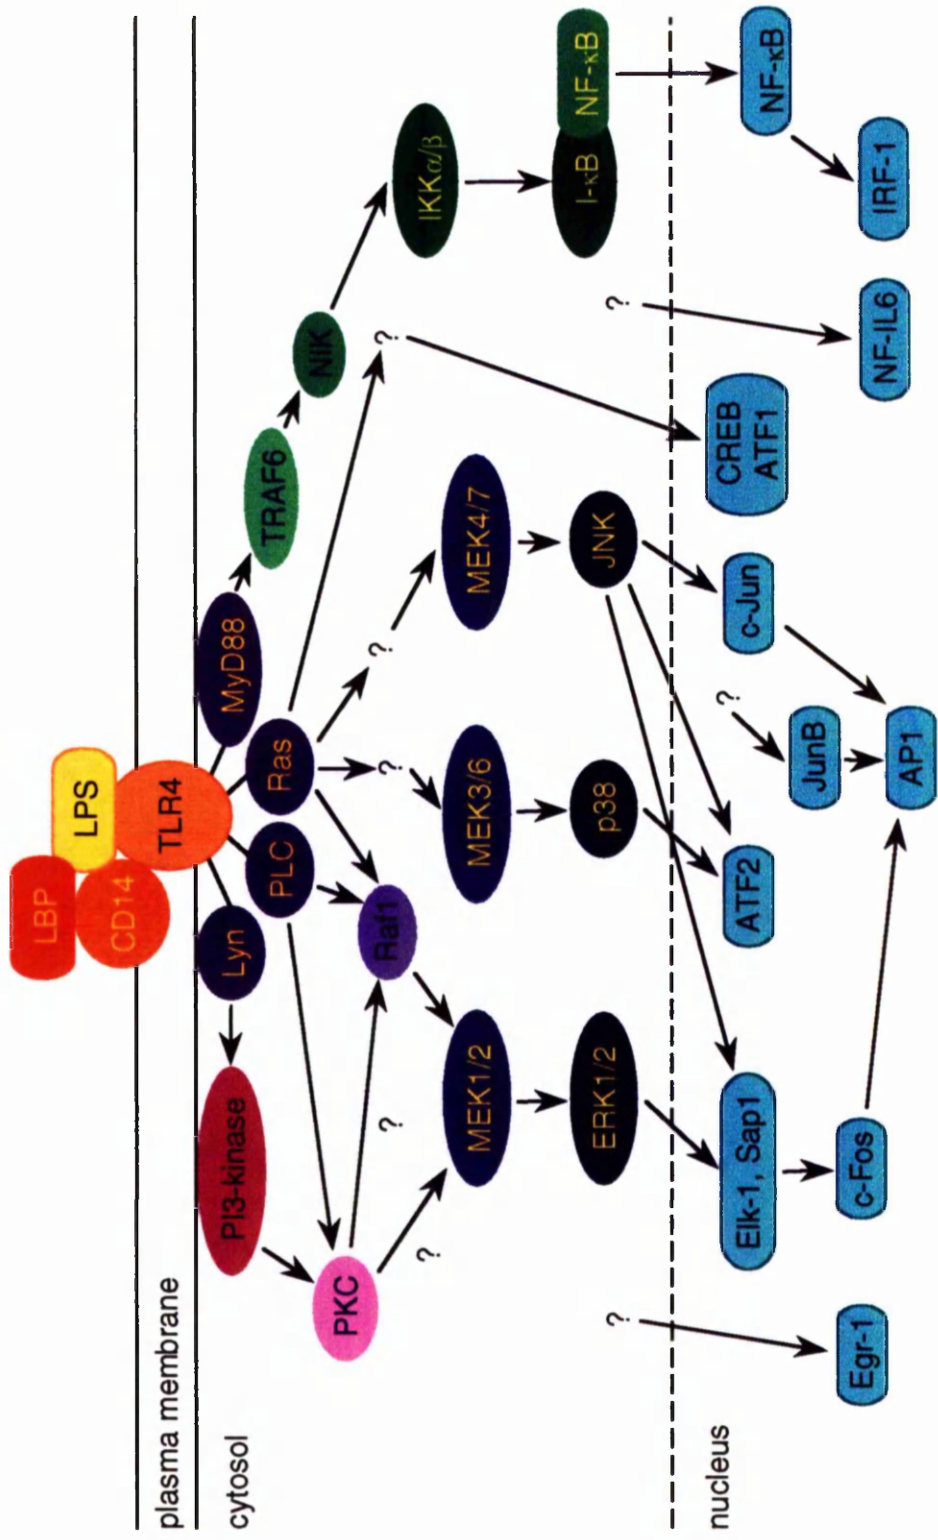 LBP
LPS
CD14
plasma membrane
TLR4
cytosol
PI3-kinase
Lyn
MyD88
PLC
Ras
TRAF6
NIK
PKC
Raf1
?
?
?
?
?
MEK1/2
MEK3/6
MEK4/7
IKKα/β
ERK1/2
p38
JNK
I-κB
NF-κB
?
?
nucleus
Elk-1, Sap1
ATF2
?
c-Jun
CREB
ATF1
NF-κB
JunB
Egr-1
c-Fos
AP1
NF-IL6
IRF-1